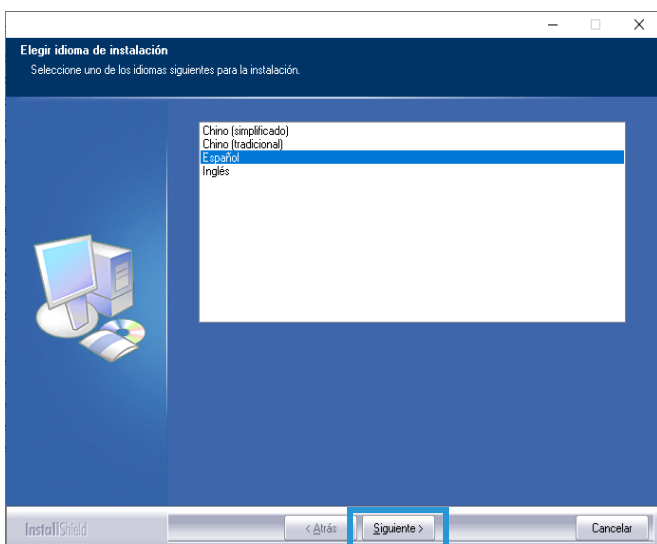 Elegir idioma de instalación
Seleccione uno de los idiomas siguientes para la instalación.
Chino (simplificado)
Chino (tradicional)
Español
Inglés
InstallShield
< Atrás
Siguiente >
Cancelar